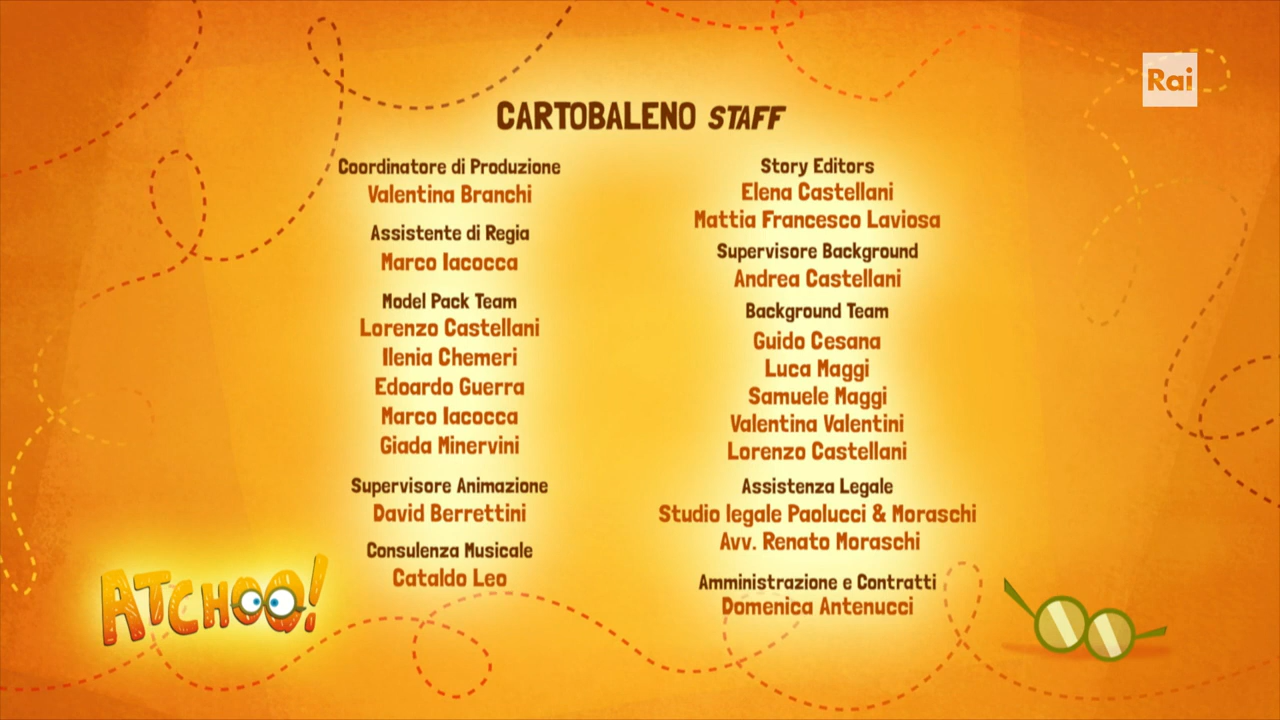 Rai
CARTOBALENO STAFF
Coordinatore di Produzione
Valentina Branchi
Assistente di Regia
Marco Iacocca
Model Pack Team
Lorenzo Castellani
Ilenia Chemeri
Edoardo Guerra
Marco Iacocca
Giada Minervini
Supervisore Animazione
David Berrettini
Consulenza Musicale
Cataldo Leo
Story Editors
Elena Castellani
Mattia Francesco Laviosa
Supervisore Background
Andrea Castellani
Background Team
Guido Cesana
Luca Maggi
Samuele Maggi
Valentina Valentini
Lorenzo Castellani
Assistenza Legale
Studio legale Paolucci & Moraschi
Avv. Renato Moraschi
Amministrazione e Contratti
Domenica Antenucci
ATCHOO!